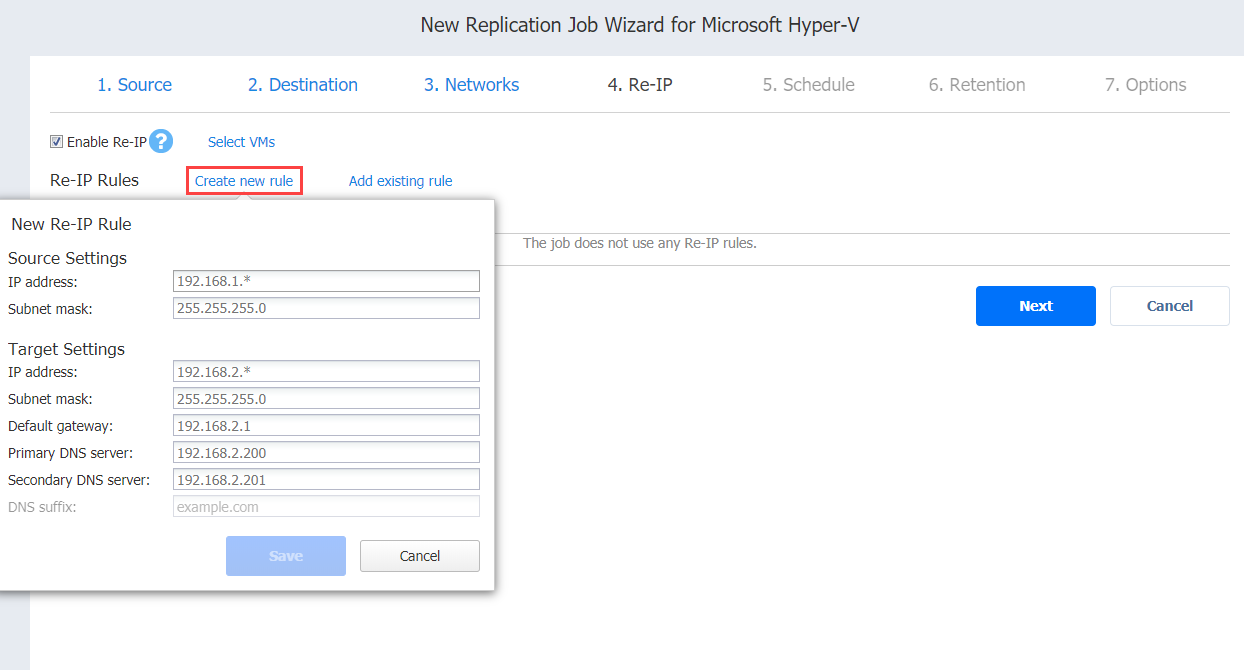 New Replication Job Wizard for Microsoft Hyper-V
1. Source 2. Destination 3. Networks 4. Re-IP 5. Schedule 6. Retention 7. Options
Enable Re-IP ? Select VMs
Re-IP Rules Create new rule Add existing rule
The job does not use any Re-IP rules.
Next Cancel
New Re-IP Rule
Source Settings
IP address: 192.168.1.*
Subnet mask: 255.255.255.0
Target Settings
IP address: 192.168.2.*
Subnet mask: 255.255.255.0
Default gateway: 192.168.2.1
Primary DNS server: 192.168.2.200
Secondary DNS server: 192.168.2.201
DNS suffix: example.com
Save Cancel